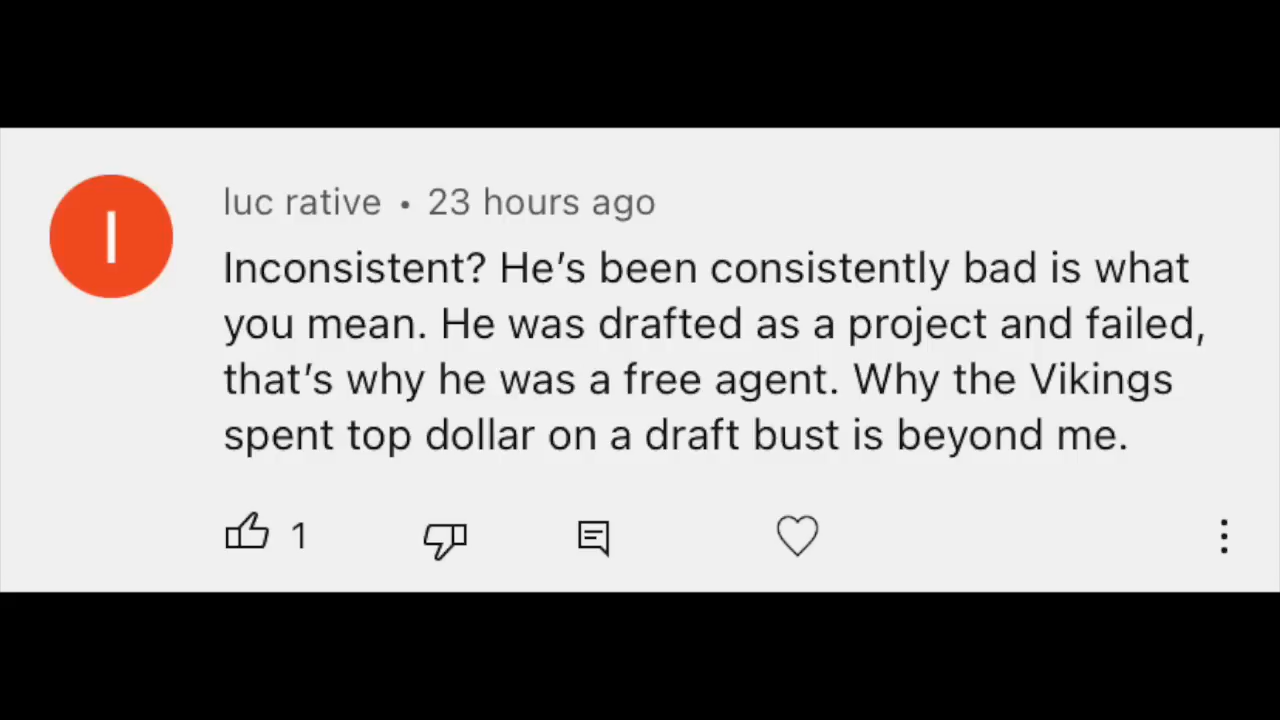 l
luc rative • 23 hours ago
Inconsistent? He’s been consistently bad is what
you mean. He was drafted as a project and failed,
that’s why he was a free agent. Why the Vikings
spent top dollar on a draft bust is beyond me.
1